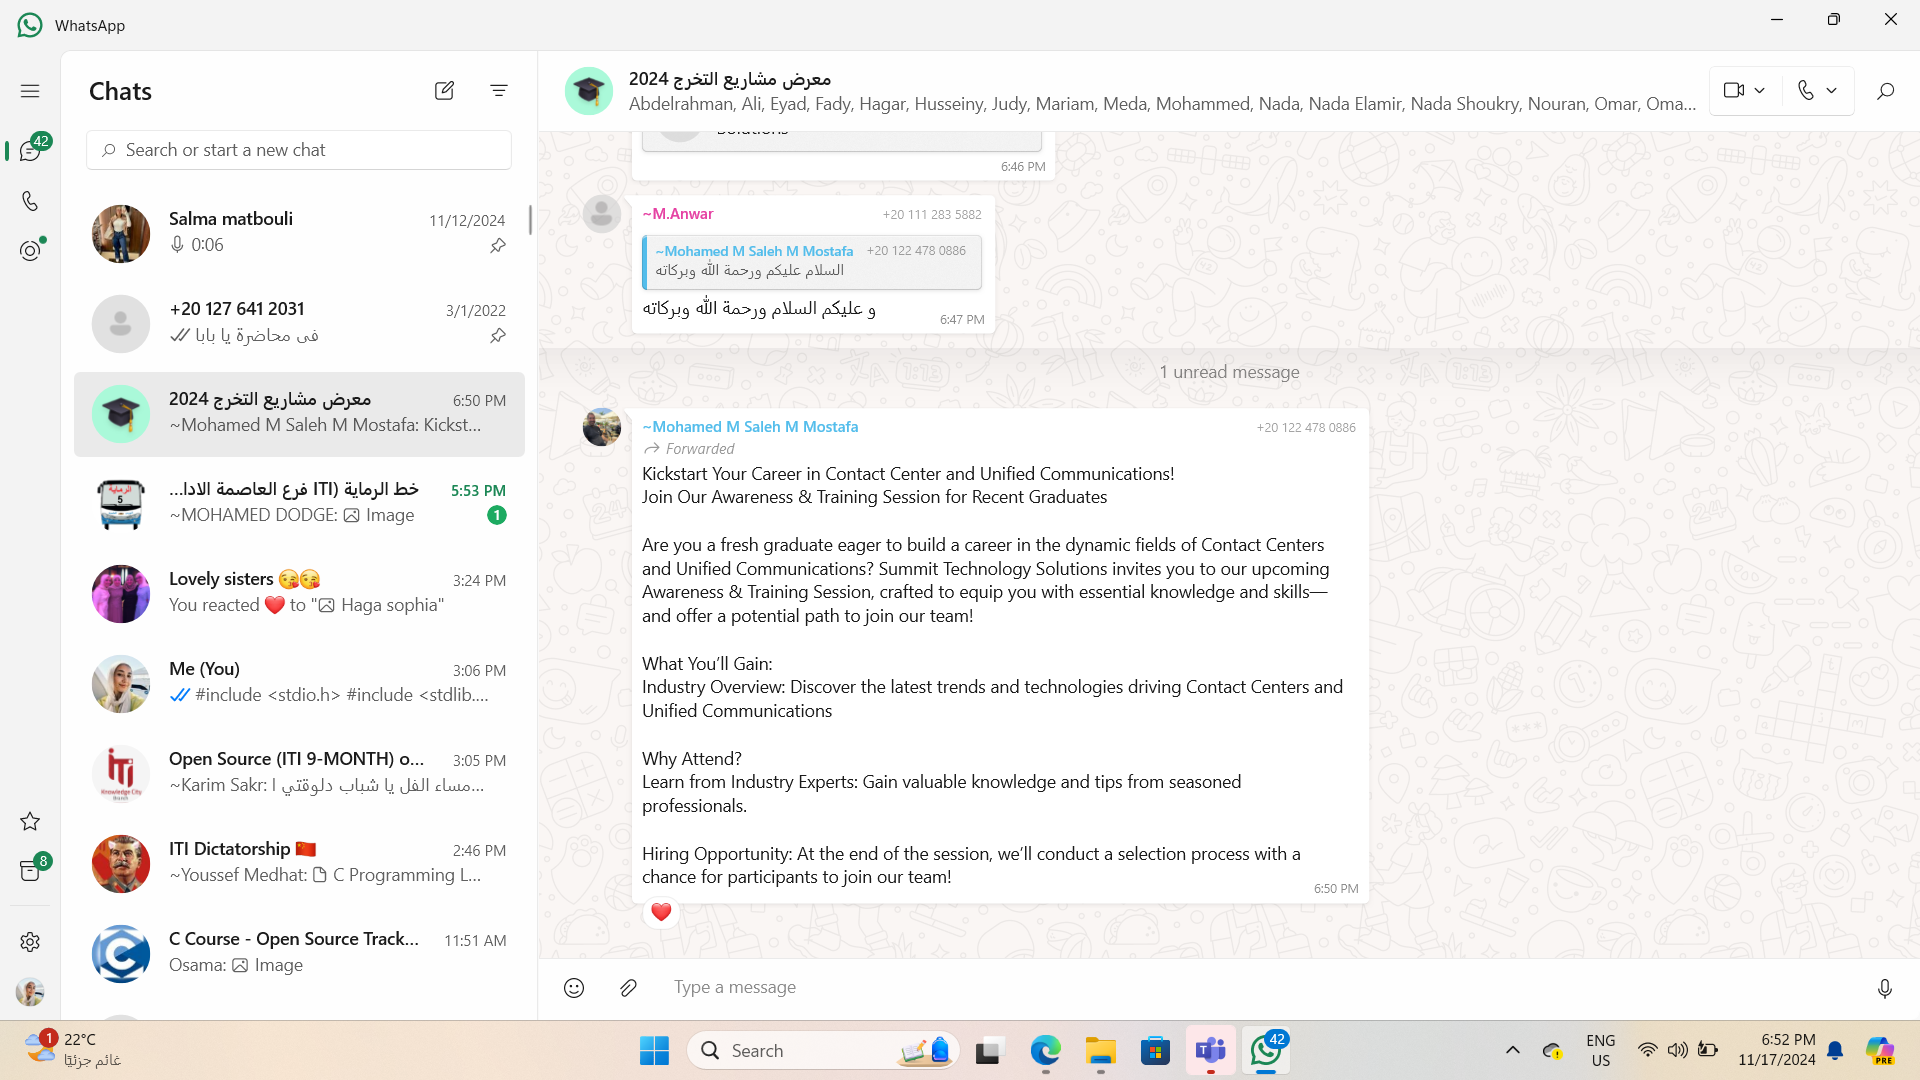 WhatsApp
Chats
42
Search or start a new chat
Salma matbouli
11/12/2024
0:06
+20 127 641 2031
3/1/2022
فى محاضرة يا بابا
معرض مشاريع التخرج 2024
6:50 PM
~Mohamed M Saleh M Mostafa: Kickst...
خط الرماية (ITI فرع العاصمة الادا...
5:53 PM
~MOHAMED DODGE: Image
1
Lovely sisters 😘😘
3:24 PM
You reacted ❤️ to "Haga sophia"
Me (You)
3:06 PM
#include <stdio.h> #include <stdlib....
Open Source (ITI 9-MONTH) o...
3:05 PM
~Karim Sakr: مساء الفل يا شباب دلوقتي ا...
ITI Dictatorship 🇨🇳
2:46 PM
~Youssef Medhat: C Programming L...
C Course - Open Source Track...
11:51 AM
Osama: Image
8
معرض مشاريع التخرج 2024
Abdelrahman, Ali, Eyad, Fady, Hagar, Husseiny, Judy, Mariam, Meda, Mohammed, Nada, Nada Elamir, Nada Shoukry, Nouran, Omar, Oma...
Solutions
6:46 PM
~M.Anwar
+20 111 283 5882
~Mohamed M Saleh M Mostafa +20 122 478 0886
السلام عليكم ورحمة الله وبركاته
و عليكم السلام ورحمة الله وبركاته
6:47 PM
1 unread message
~Mohamed M Saleh M Mostafa
+20 122 478 0886
Forwarded
Kickstart Your Career in Contact Center and Unified Communications!
Join Our Awareness & Training Session for Recent Graduates
Are you a fresh graduate eager to build a career in the dynamic fields of Contact Centers
and Unified Communications? Summit Technology Solutions invites you to our upcoming
Awareness & Training Session, crafted to equip you with essential knowledge and skills—
and offer a potential path to join our team!
What You’ll Gain:
Industry Overview: Discover the latest trends and technologies driving Contact Centers and
Unified Communications
Why Attend?
Learn from Industry Experts: Gain valuable knowledge and tips from seasoned
professionals.
Hiring Opportunity: At the end of the session, we’ll conduct a selection process with a
chance for participants to join our team!
6:50 PM
❤️
Type a message
1
22°C
غائم جزئيًا
Search
42
ENG
US
6:52 PM
11/17/2024
PRE